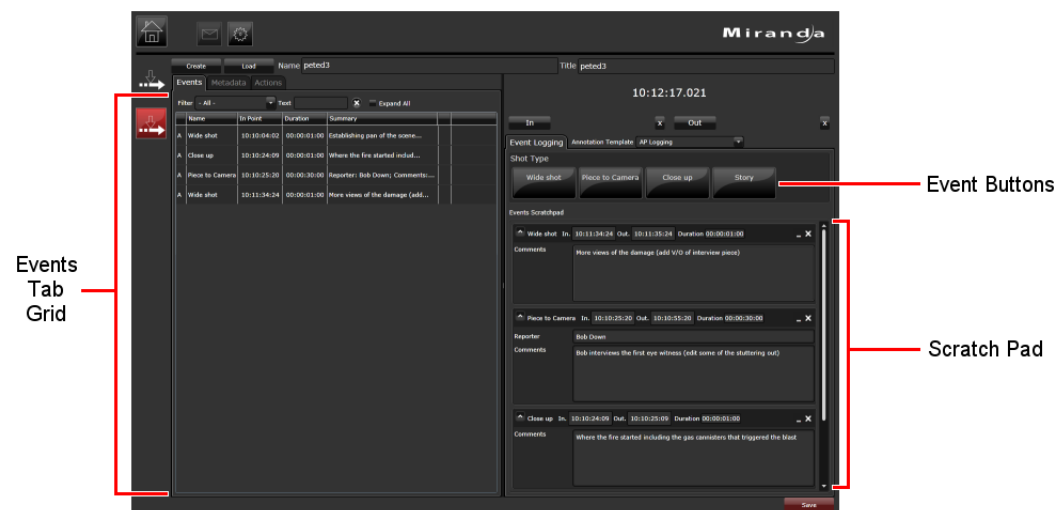 Miranda
Create Load Name peted3 Title peted3
Events Metadata Actions
Filter - All - Text x Expand All
Name In Point Duration Summary
A Wide shot 10:10:04:02 00:00:01:00 Establishing pan of the scene...
A Close up 10:10:24:09 00:00:01:00 Where the fire started includ...
A Piece to Camera 10:10:25:20 00:00:30:00 Reporter: Bob Down; Comments:...
A Wide shot 10:11:34:24 00:00:01:00 More views of the damage (add...
10:12:17.021
In x Out x
Event Logging Annotation Template AP Logging
Shot Type
Wide shot Piece to Camera Close up Story
Events Scratchpad
Wide shot In. 10:11:34:24 Out. 10:11:35:24 Duration 00:00:01:00
Comments More views of the damage (add V/O of interview piece)
Piece to Camera In. 10:10:25:20 Out. 10:10:55:20 Duration 00:00:30:00
Reporter Bob Down
Comments Bob interviews the first eye witness (edit some of the stuttering out)
Close up In. 10:10:24:09 Out. 10:10:25:09 Duration 00:00:01:00
Comments Where the fire started including the gas cannisters that triggered the blast
Save
Events
Tab
Grid
Event Buttons
Scratch Pad